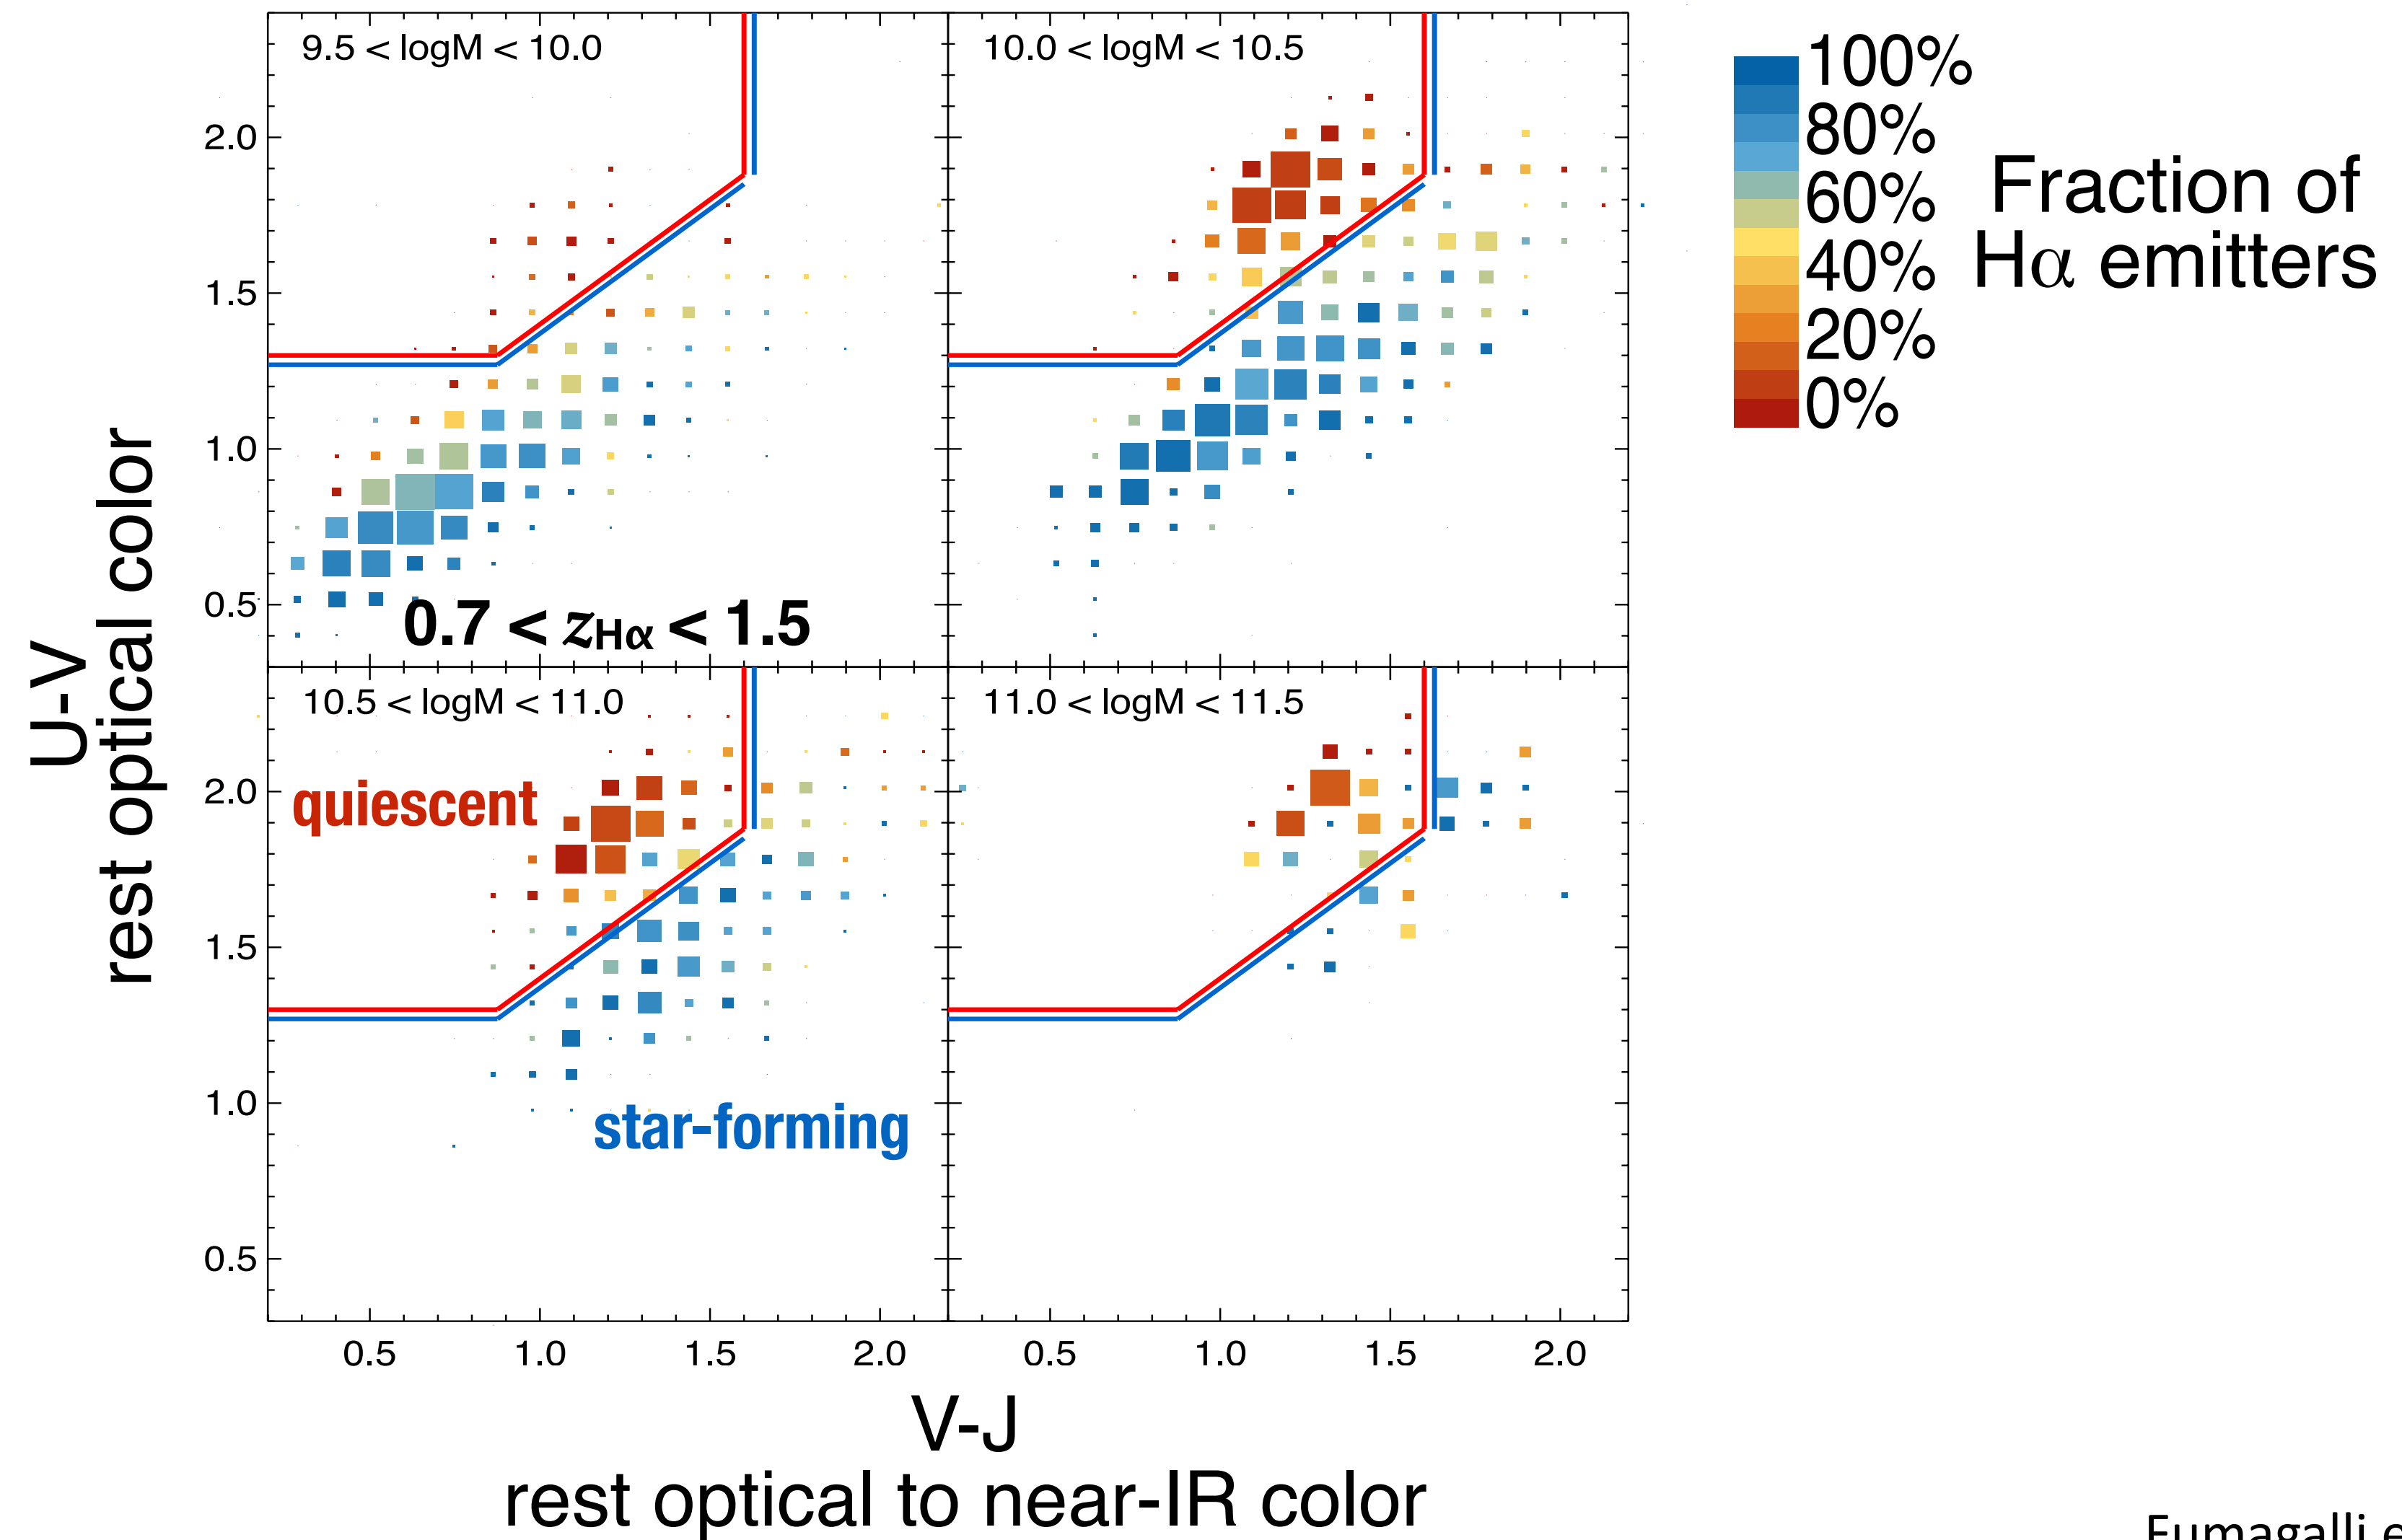 9.5 < logM < 10.0
10.0 < logM < 10.5
100%
80%
60%
40%
20%
0%
Fraction of
Hα emitters
2.0
1.5
1.0
0.5
0.7 < zHα < 1.5
10.5 < logM < 11.0
11.0 < logM < 11.5
quiescent
star-forming
2.0
1.5
1.0
0.5
U-V
rest optical color
0.5 1.0 1.5 2.0 0.5 1.0 1.5 2.0
V-J
rest optical to near-IR color
Fumagalli e